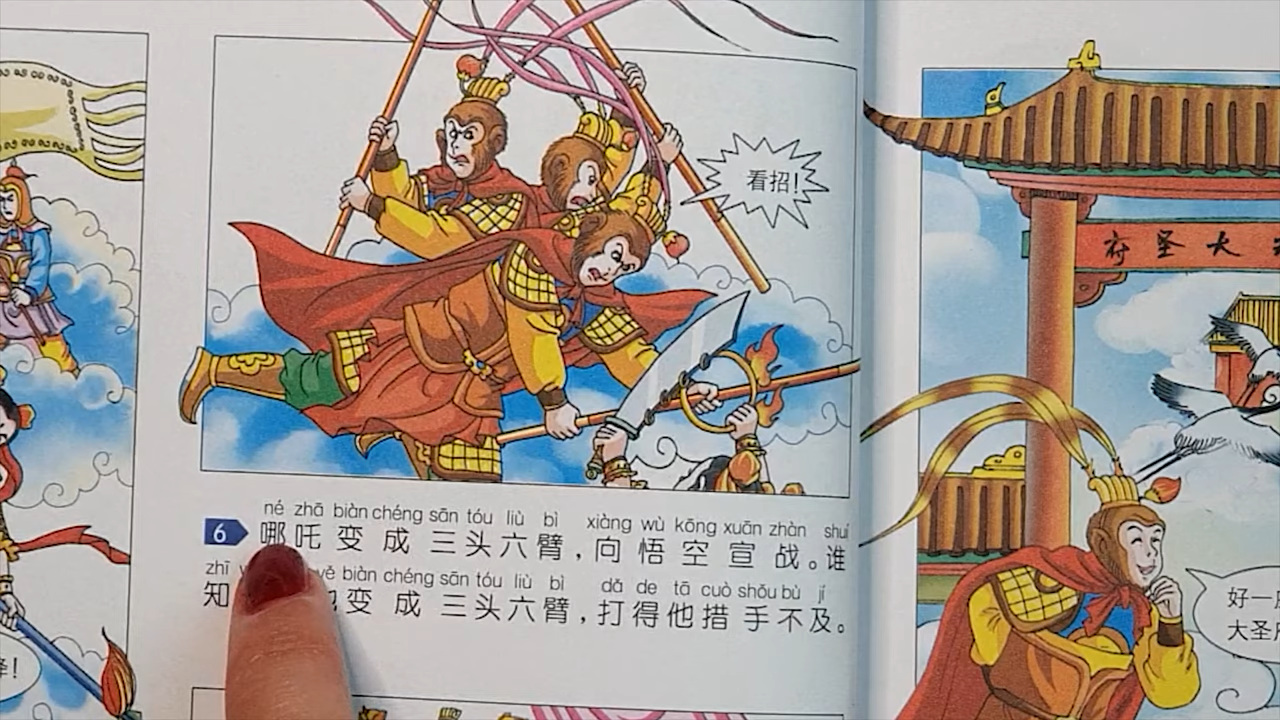 看招!
6
né zhā biàn chéng sān tóu liù bì xiàng wù kōng xuān zhàn shuí
哪吒变成三头六臂,向悟空宣战。谁
zhī yě biàn chéng sān tóu liù bì dǎ de tā cuò shǒu bù jí
知 变成三头六臂,打得他措手不及。
府圣大
好一
大圣
!